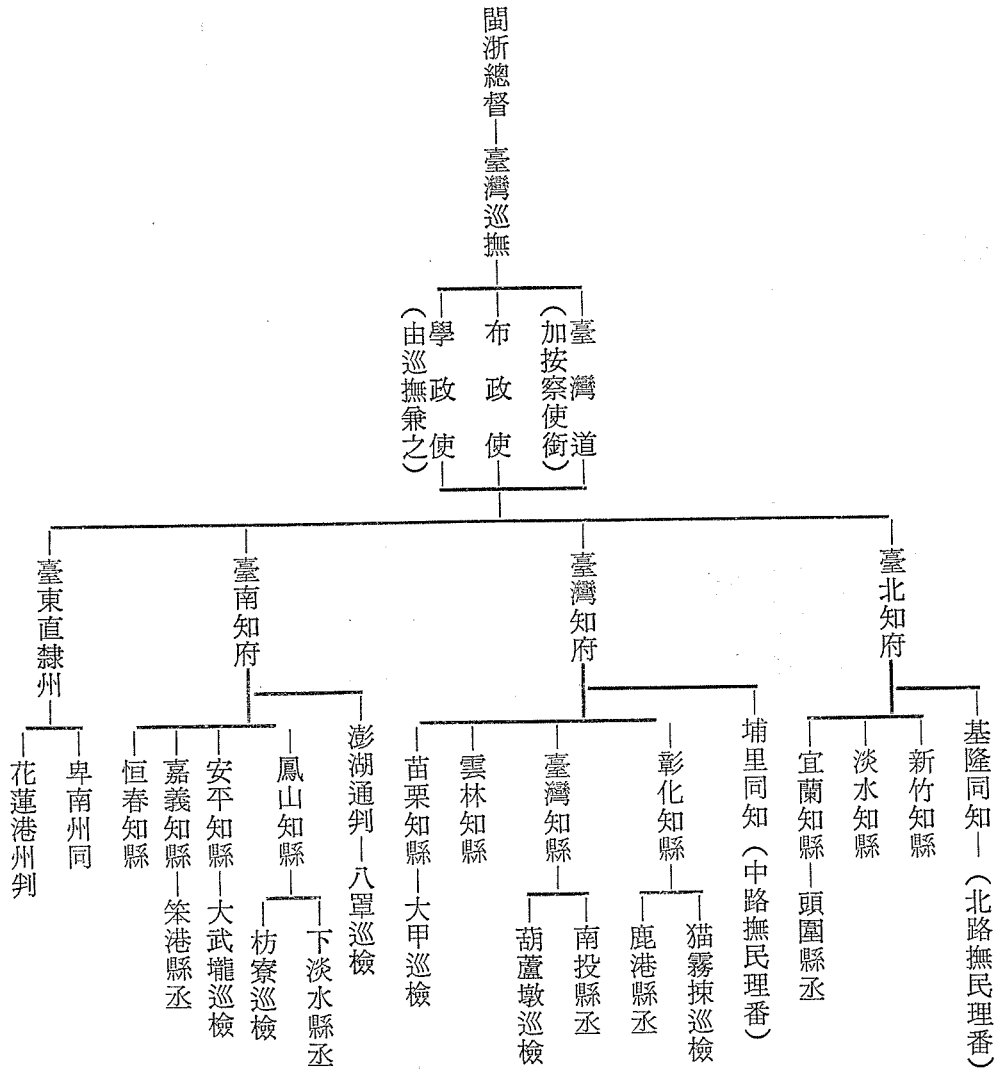 閩浙總督—臺灣巡撫
臺灣道
(加按察使銜)
布政使
學政使
(由巡撫兼之)
臺北知府
基隆同知—(北路撫民理番)
新竹知縣
淡水知縣
宜蘭知縣—頭圍縣丞
臺灣知府
埔里同知(中路撫民理番)
彰化知縣
猫霧捒巡檢
鹿港縣丞
臺灣知縣
南投縣丞
葫蘆墩巡檢
雲林知縣
苗栗知縣—大甲巡檢
臺南知府
澎湖通判—八罩巡檢
鳳山知縣
下淡水縣丞
枋寮巡檢
安平知縣—大武壠巡檢
嘉義知縣—笨港縣丞
恒春知縣
臺東直隸州
卑南州同
花蓮港州判